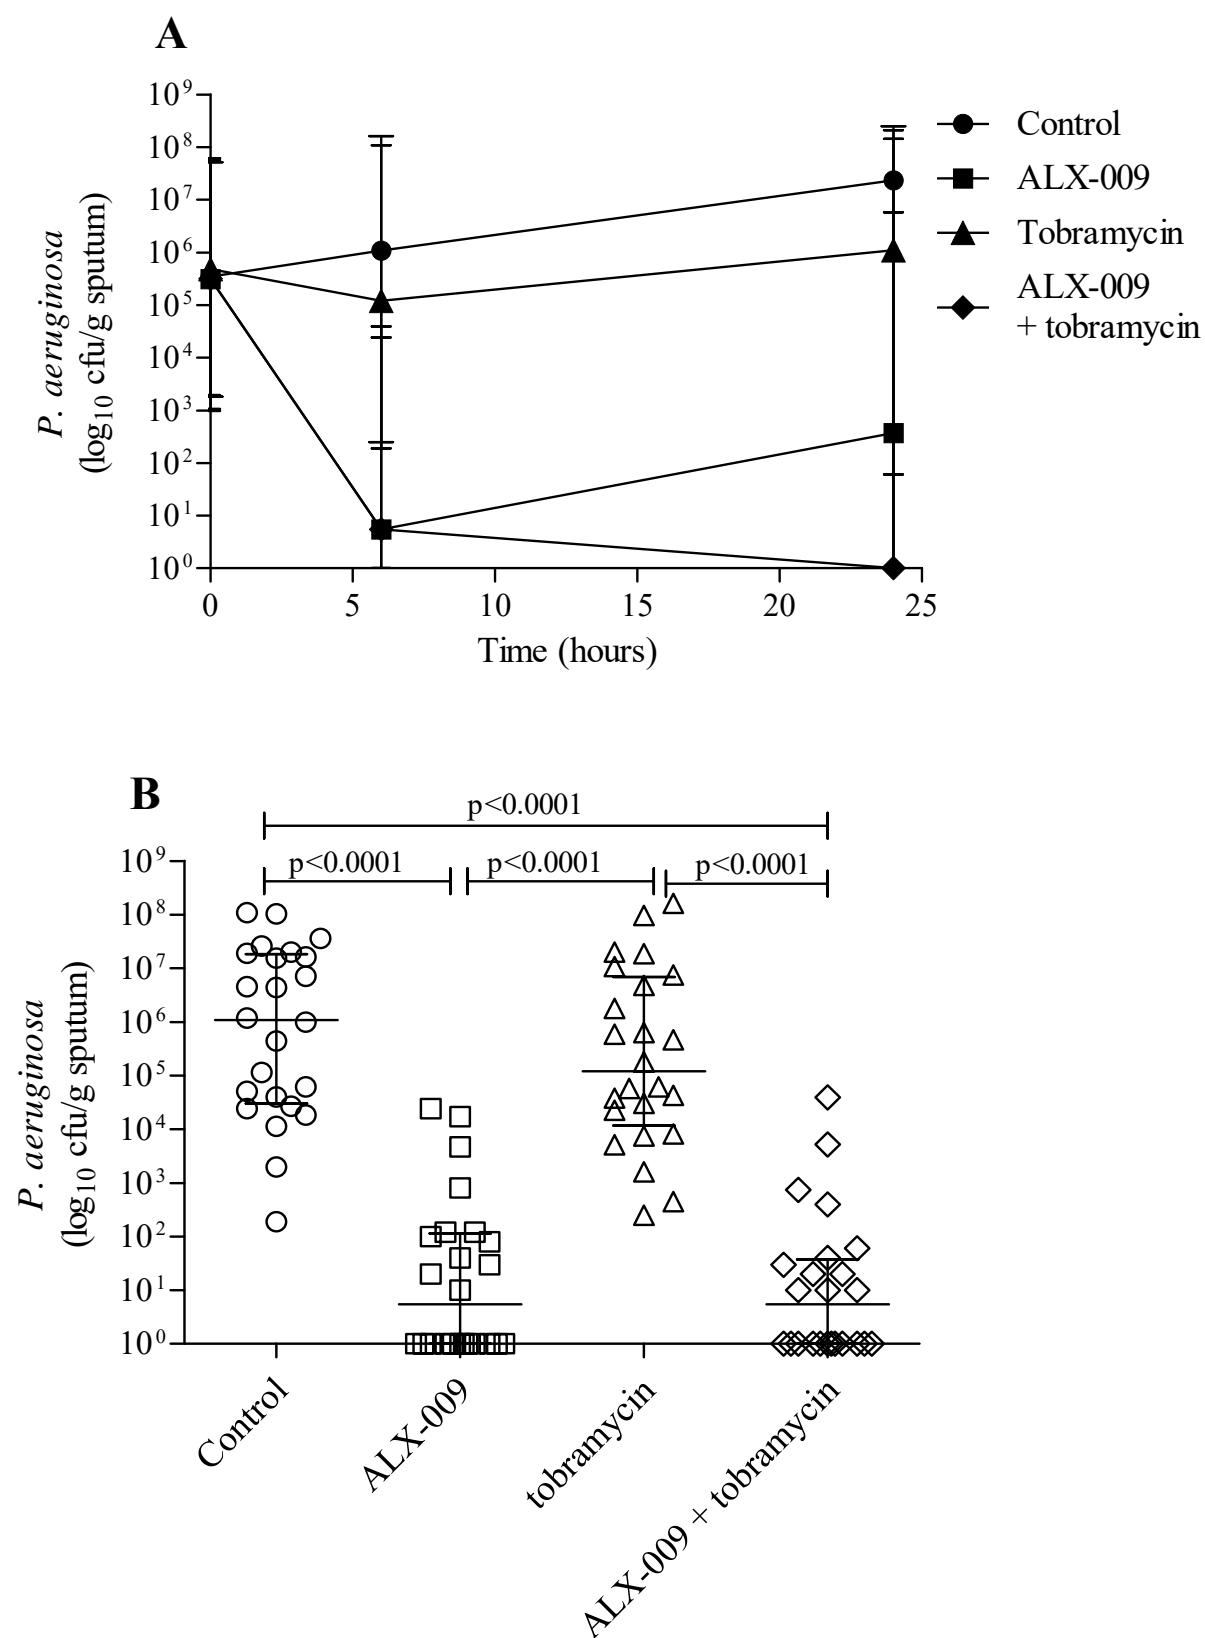 A
10⁹
10⁸
10⁷
10⁶
10⁵
10⁴
10³
10²
10¹
10⁰
P. aeruginosa
(log₁₀ cfu/g sputum)
0 5 10 15 20 25
Time (hours)
Control
ALX-009
Tobramycin
ALX-009
+ tobramycin
B
p<0.0001
p<0.0001 p<0.0001 p<0.0001
10⁹
10⁸
10⁷
10⁶
10⁵
10⁴
10³
10²
10¹
10⁰
P. aeruginosa
(log₁₀ cfu/g sputum)
Control
ALX-009
tobramycin
ALX-009 + tobramycin